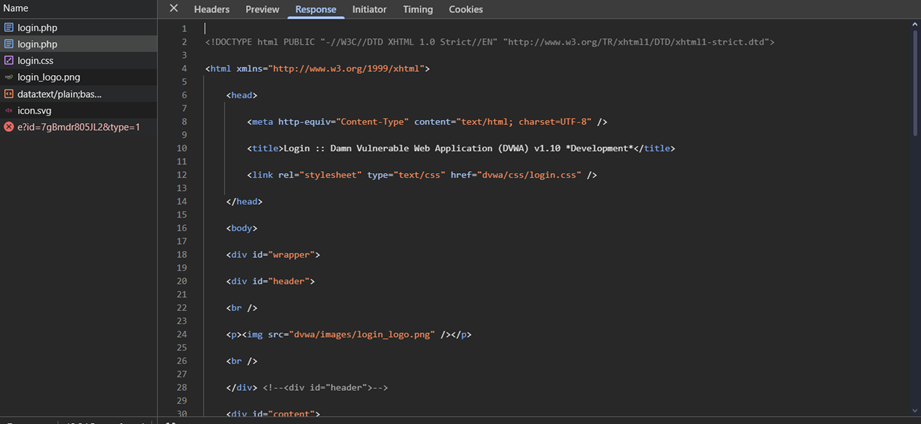 Name
Headers Preview Response Initiator Timing Cookies
login.php
login.php
login.css
login_logo.png
data:text/plain;bas...
icon.svg
e?id=7gBmdr805JL2&type=1
1
2 <!DOCTYPE html PUBLIC "-//W3C//DTD XHTML 1.0 Strict//EN" "http://www.w3.org/TR/xhtml1/DTD/xhtml1-strict.dtd">
3
4 <html xmlns="http://www.w3.org/1999/xhtml">
5
6 <head>
7
8 <meta http-equiv="Content-Type" content="text/html; charset=UTF-8" />
9
10 <title>Login :: Damn Vulnerable Web Application (DVWA) v1.10 *Development*</title>
11
12 <link rel="stylesheet" type="text/css" href="dvwa/css/login.css" />
13
14 </head>
15
16 <body>
17
18 <div id="wrapper">
19
20 <div id="header">
21
22 <br />
23
24 <p><img src="dvwa/images/login_logo.png" /></p>
25
26 <br />
27
28 </div> <!--<div id="header">-->
29
30 <div id="content">